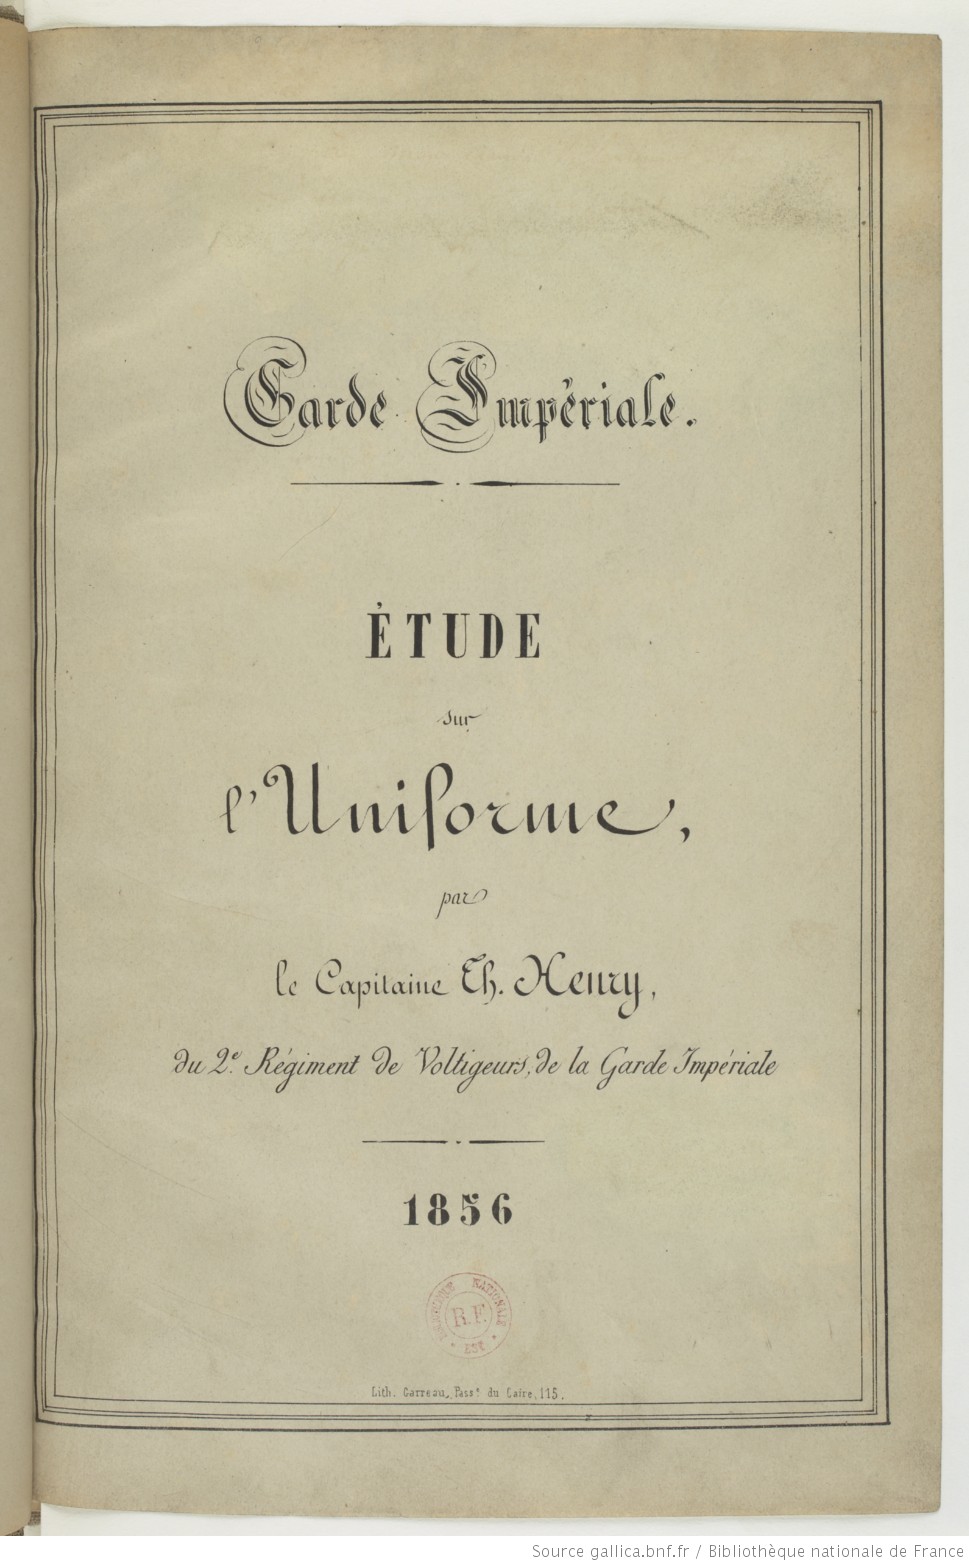 Garde Impériale.
ÉTUDE
sur
l'Uniforme,
par
le Capitaine Th. Henry,
du 2e. Régiment de Voltigeurs, de la Garde Impériale
1856
BIBLIOTHÈQUE NATIONALE
R.F.
EST
Lith. Carreau, Passe. du Caire, 115.
Source gallica.bnf.fr / Bibliothèque nationale de France